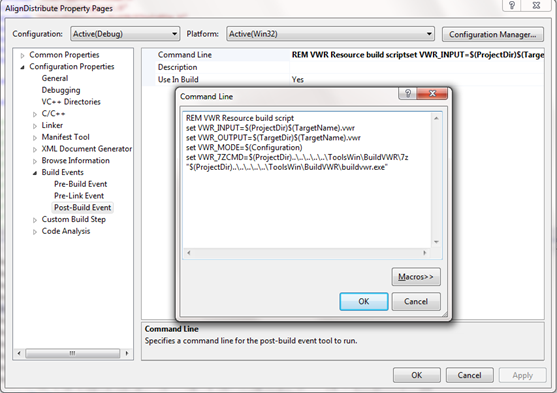 AlignDistribute Property Pages
Configuration: Active(Debug) Platform: Active(Win32) Configuration Manager...
Common Properties
Configuration Properties
General
Debugging
VC++ Directories
C/C++
Linker
Manifest Tool
XML Document Generator
Browse Information
Build Events
Pre-Build Event
Pre-Link Event
Post-Build Event
Custom Build Step
Code Analysis
Command Line REM VWR Resource build scriptset VWR_INPUT=$(ProjectDir)$(Targe
Description
Use In Build Yes
Command Line
REM VWR Resource build script
set VWR_INPUT=$(ProjectDir)$(TargetName).vwr
set VWR_OUTPUT=$(ProjectDir)$(TargetName).vwr
set VWR_MODE=$(Configuration)
set VWR_7ZCMD=$(ProjectDir)..\..\..\..\..\ToolsWin\BuildVWR\7z
"$(ProjectDir)..\..\..\..\..\ToolsWin\BuildVWR\buildvwr.exe"
Macros>>
OK Cancel
Command Line
Specifies a command line for the post-build event tool to run.
OK Cancel Apply